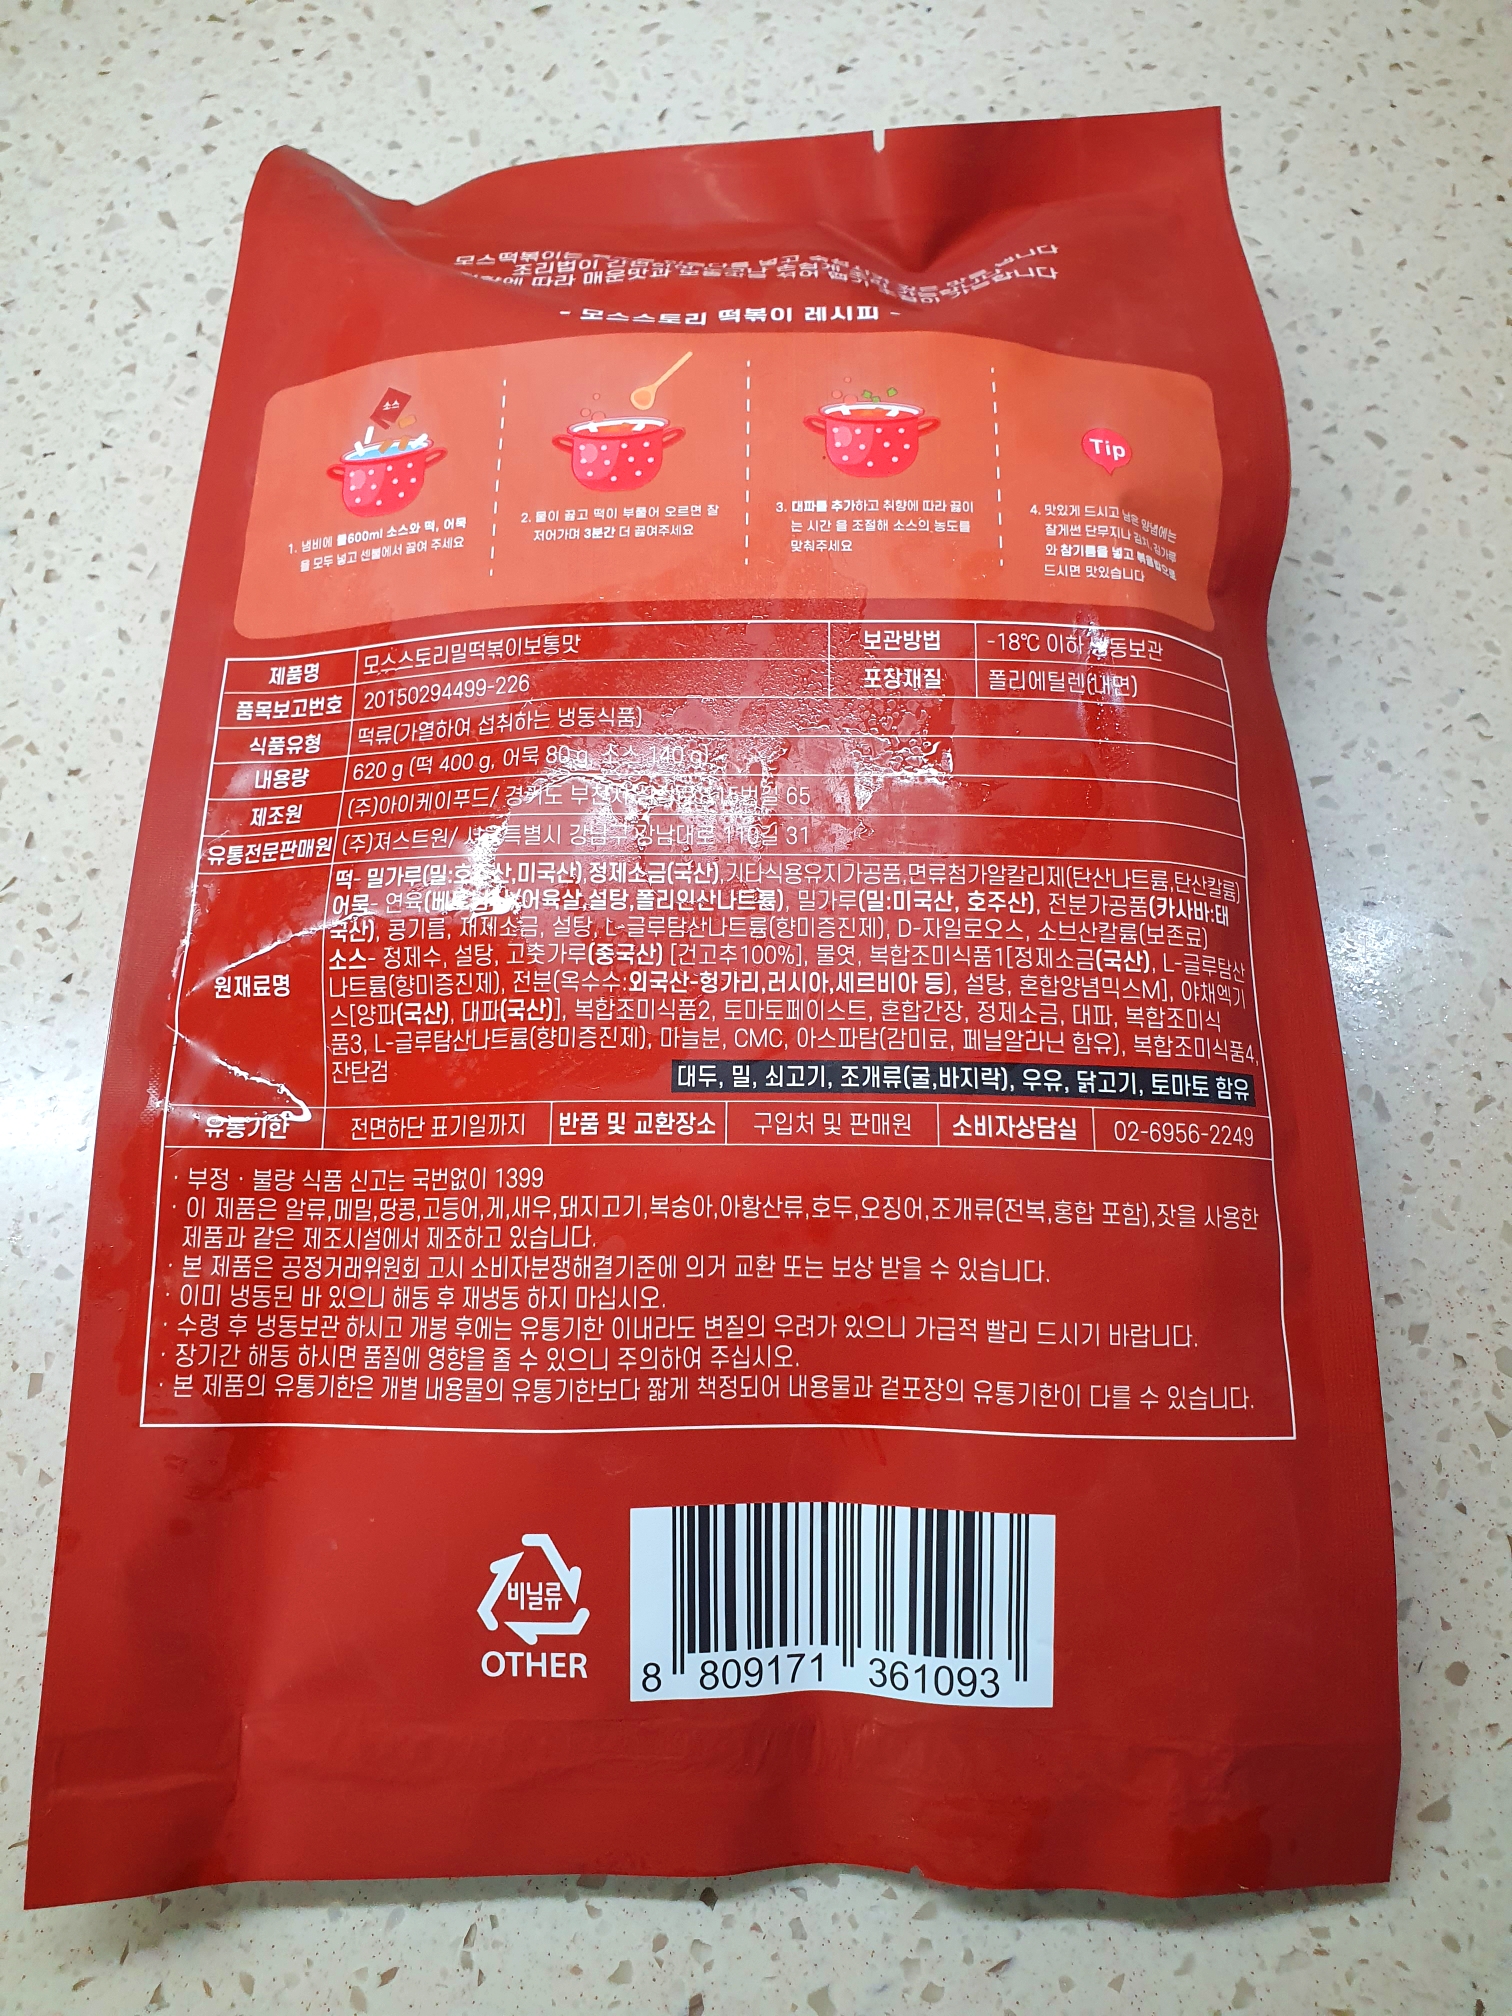 모스떡볶이는
조리법이
따라 매운맛과
- 모스스토리 떡볶이 레시피 -
소스
Tip
1. 냄비에 물600ml 소스와 떡, 어묵
을 모두 넣고 센불에서 끓여 주세요
2. 물이 끓고 떡이 부풀어 오르면 잘
저어가며 3분간 더 끓여주세요
3. 대파를 추가하고 취향에 따라 끓이
는 시간 을 조절해 소스의 농도를
맞춰주세요
4. 맛있게 드시고 남은 양념에는
잘게썬 단무지나 김치, 김가루
와 참기름을 넣고 볶음밥으로
드시면 맛있습니다
제품명 모스스토리밀떡볶이보통맛 보관방법 -18℃ 이하 냉동보관
품목보고번호 20150294499-226 포장재질 폴리에틸렌(내면)
식품유형 떡류(가열하여 섭취하는 냉동식품)
내용량 620 g (떡 400 g, 어묵 80 g, 소스 140 g)
제조원 (주)아이케이푸드/ 경기도 65
유통전문판매원 (주)져스트원/ 서울특별시 강남구 강남대로 110길 31
원재료명
떡- 밀가루(밀:호주산,미국산),정제소금(국산),기타식용유지가공품,면류첨가알칼리제(탄산나트륨,탄산칼륨)
어묵- 연육(어육살,설탕,폴리인산나트륨), 밀가루(밀:미국산, 호주산), 전분가공품(카사바:태
국산), 콩기름, 재제소금, 설탕, L-글루탐산나트륨(향미증진제), D-자일로오스, 소브산칼륨(보존료)
소스- 정제수, 설탕, 고춧가루(중국산) [건고추100%], 물엿, 복합조미식품1[정제소금(국산), L-글루탐산
나트륨(향미증진제), 전분(옥수수:외국산-헝가리,러시아,세르비아 등), 설탕, 혼합양념믹스M], 야채엑기
스[양파(국산), 대파(국산)], 복합조미식품2, 토마토페이스트, 혼합간장, 정제소금, 대파, 복합조미식
품3, L-글루탐산나트륨(향미증진제), 마늘분, CMC, 아스파탐(감미료, 페닐알라닌 함유), 복합조미식품4,
잔탄검
대두, 밀, 쇠고기, 조개류(굴,바지락), 우유, 닭고기, 토마토 함유
유통기한 전면하단 표기일까지 반품 및 교환장소 구입처 및 판매원 소비자상담실 02-6956-2249
· 부정 · 불량 식품 신고는 국번없이 1399
· 이 제품은 알류,메밀,땅콩,고등어,게,새우,돼지고기,복숭아,아황산류,호두,오징어,조개류(전복,홍합 포함),잣을 사용한
제품과 같은 제조시설에서 제조하고 있습니다.
· 본 제품은 공정거래위원회 고시 소비자분쟁해결기준에 의거 교환 또는 보상 받을 수 있습니다.
· 이미 냉동된 바 있으니 해동 후 재냉동 하지 마십시오.
· 수령 후 냉동보관 하시고 개봉 후에는 유통기한 이내라도 변질의 우려가 있으니 가급적 빨리 드시기 바랍니다.
· 장기간 해동 하시면 품질에 영향을 줄 수 있으니 주의하여 주십시오.
· 본 제품의 유통기한은 개별 내용물의 유통기한보다 짧게 책정되어 내용물과 겉포장의 유통기한이 다를 수 있습니다.
비닐류
OTHER
8 809171 361093